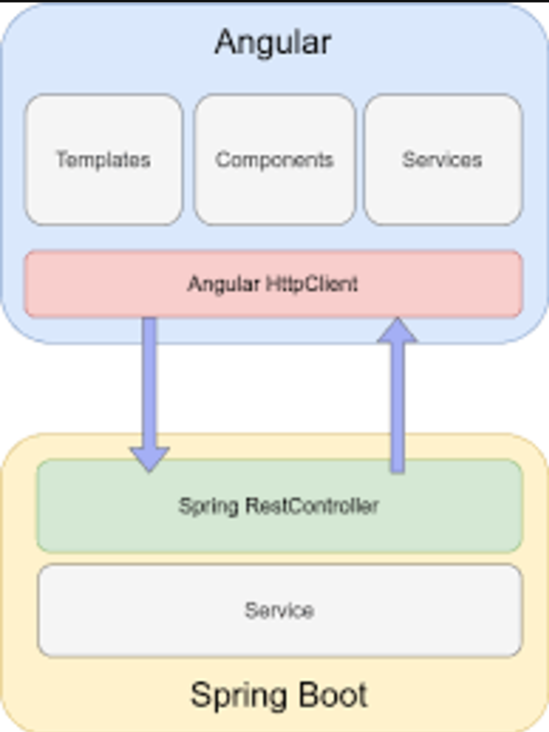 Angular
Templates
Components
Services
Angular HttpClient
Spring RestController
Service
Spring Boot